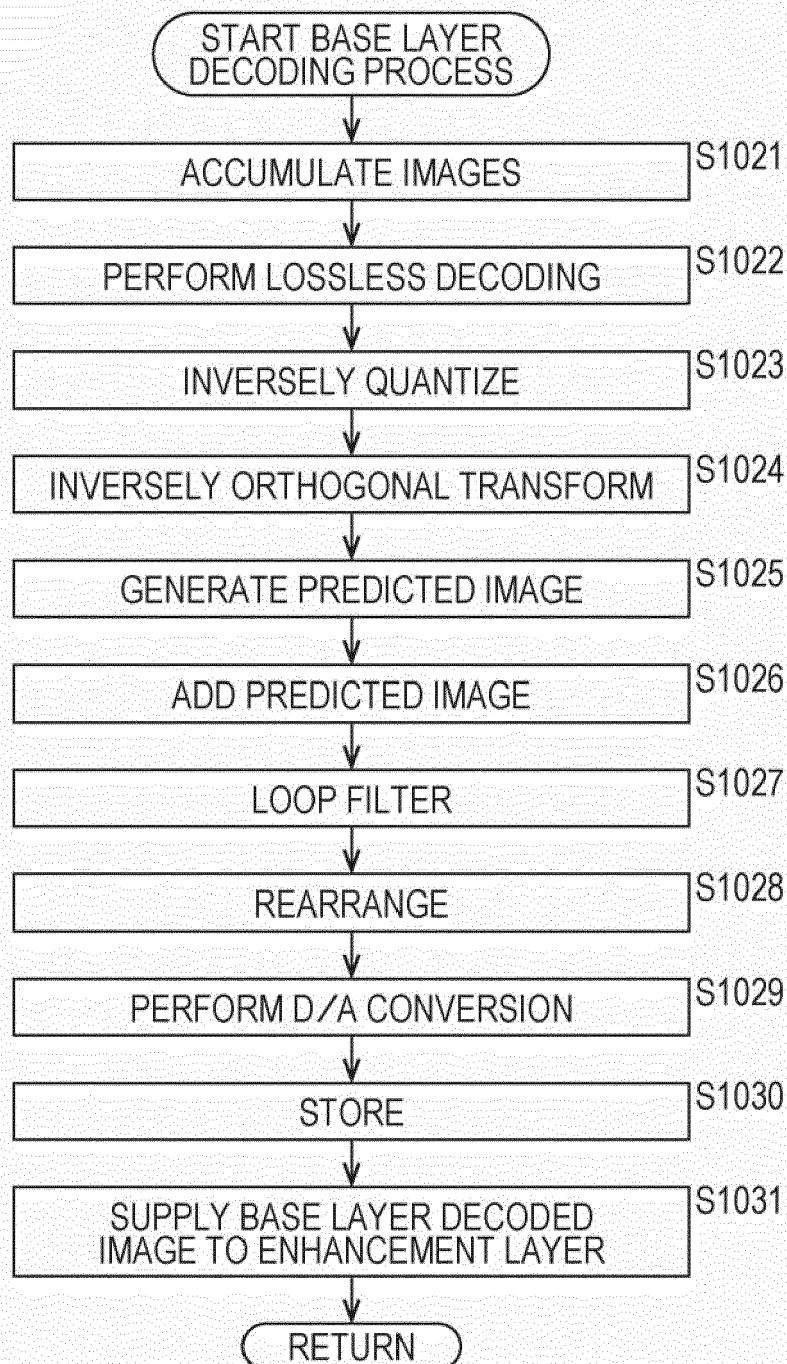 START BASE LAYER
DECODING PROCESS
ACCUMULATE IMAGES
S1021
PERFORM LOSSLESS DECODING
S1022
INVERSELY QUANTIZE
S1023
INVERSELY ORTHOGONAL TRANSFORM
S1024
GENERATE PREDICTED IMAGE
S1025
ADD PREDICTED IMAGE
S1026
LOOP FILTER
S1027
REARRANGE
S1028
PERFORM D/A CONVERSION
S1029
STORE
S1030
SUPPLY BASE LAYER DECODED
IMAGE TO ENHANCEMENT LAYER
S1031
RETURN